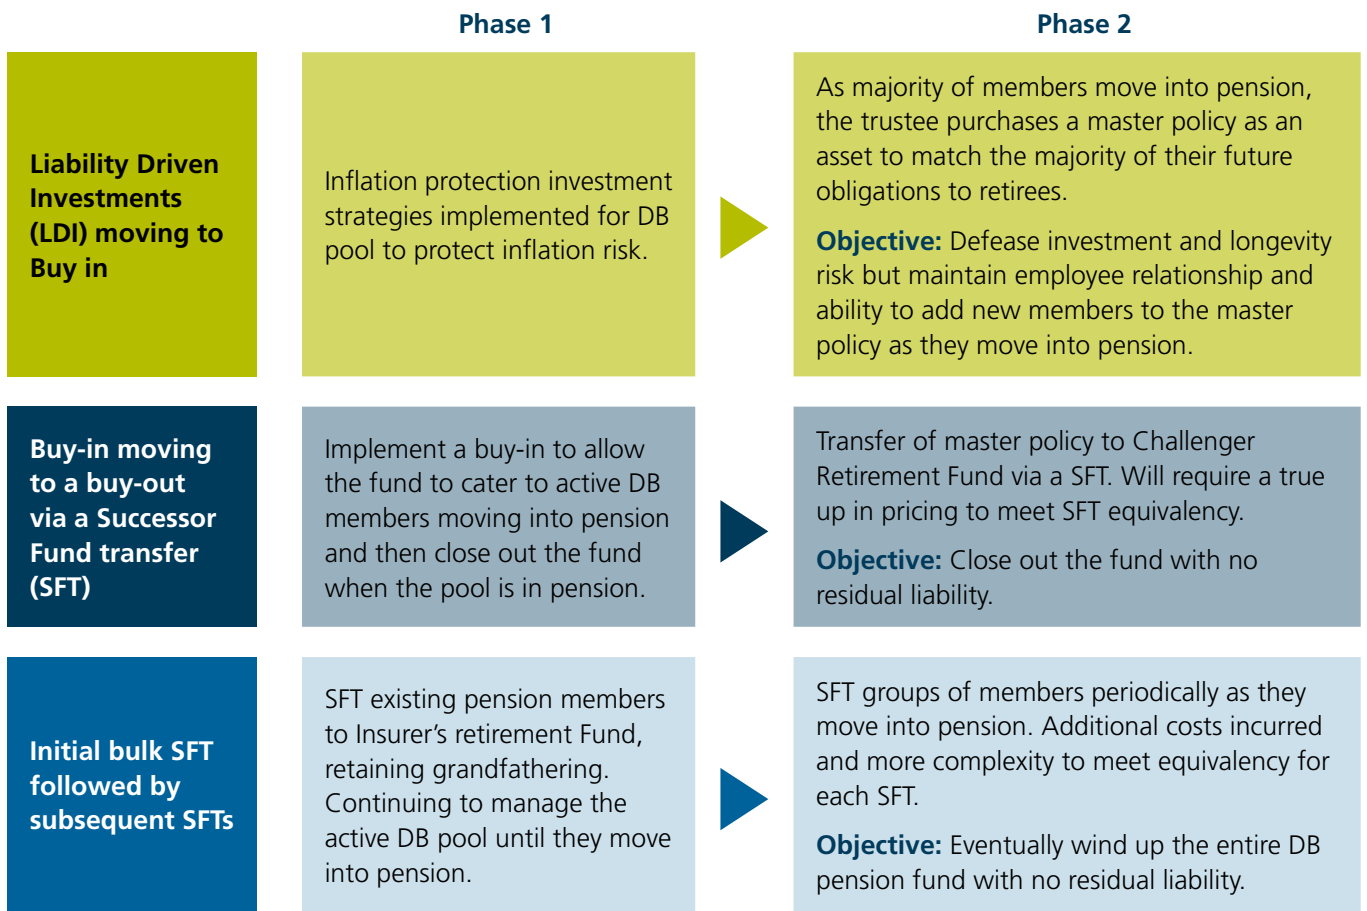 Phase 1
Phase 2
Liability Driven
Investments
(LDI) moving to
Buy in
Inflation protection investment
strategies implemented for DB
pool to protect inflation risk.
As majority of members move into pension,
the trustee purchases a master policy as an
asset to match the majority of their future
obligations to retirees.
Objective: Defease investment and longevity
risk but maintain employee relationship and
ability to add new members to the master
policy as they move into pension.
Buy-in moving
to a buy-out
via a Successor
Fund transfer
(SFT)
Implement a buy-in to allow
the fund to cater to active DB
members moving into pension
and then close out the fund
when the pool is in pension.
Transfer of master policy to Challenger
Retirement Fund via a SFT. Will require a true
up in pricing to meet SFT equivalency.
Objective: Close out the fund with no
residual liability.
Initial bulk SFT
followed by
subsequent SFTs
SFT existing pension members
to Insurer's retirement Fund,
retaining grandfathering.
Continuing to manage the
active DB pool until they move
into pension.
SFT groups of members periodically as they
move into pension. Additional costs incurred
and more complexity to meet equivalency for
each SFT.
Objective: Eventually wind up the entire DB
pension fund with no residual liability.